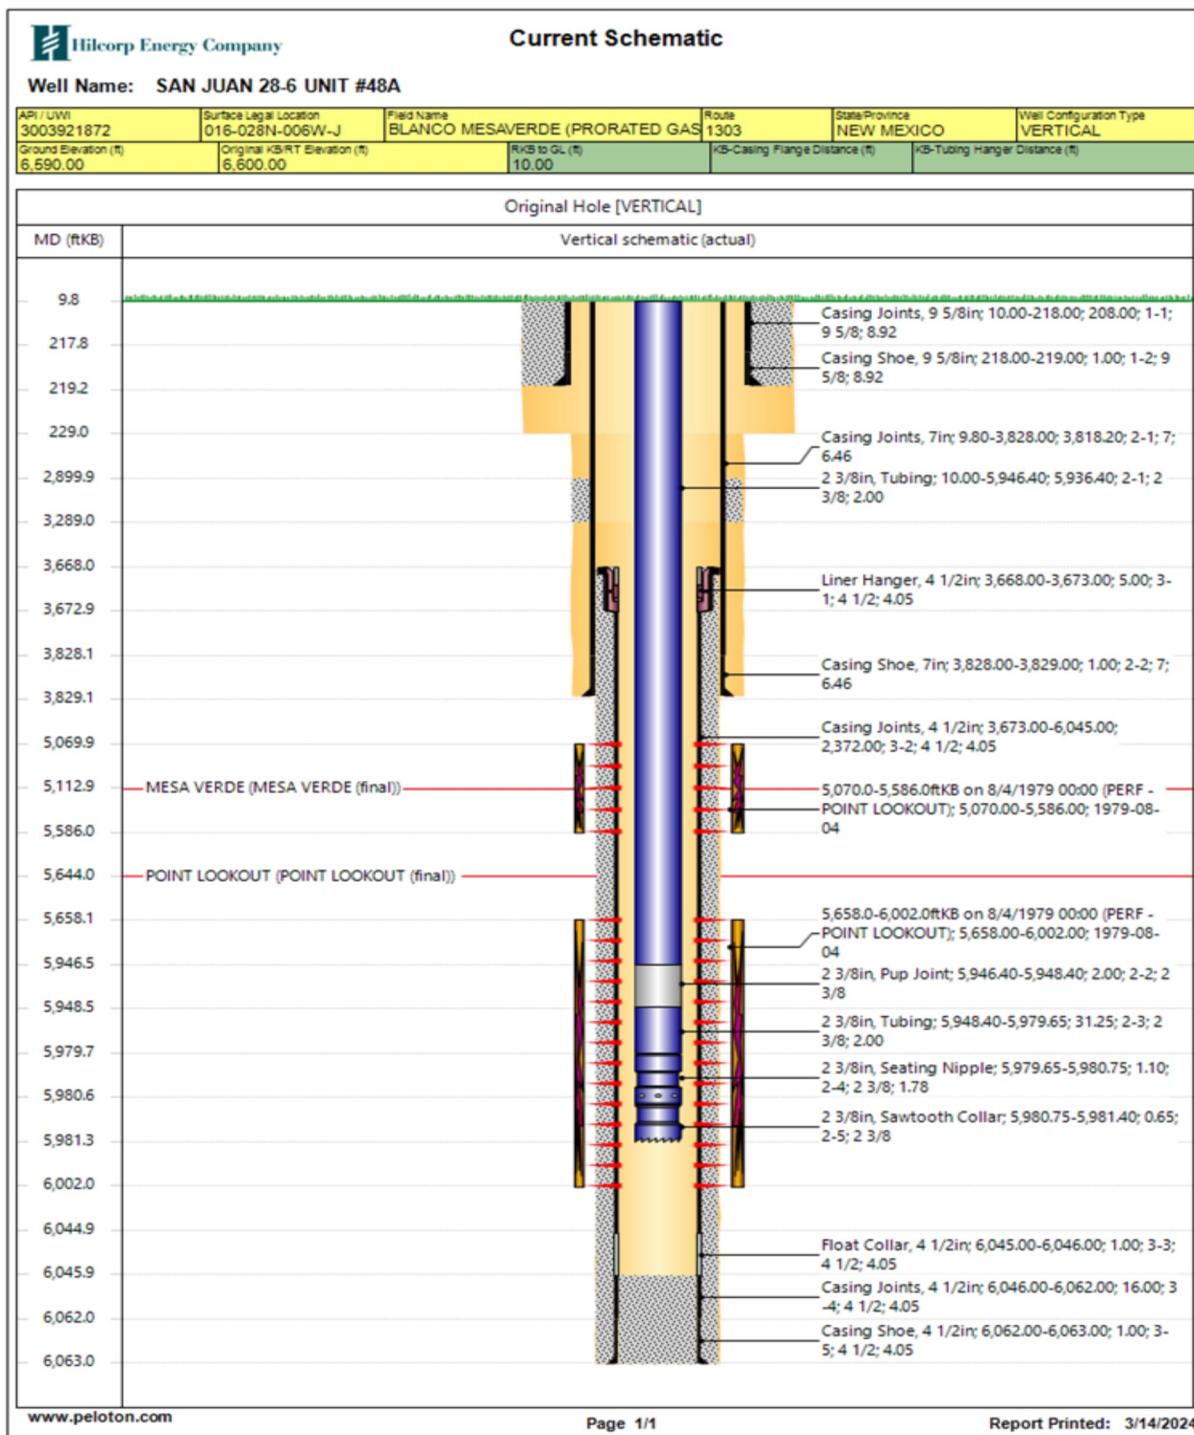 Hilcorp Energy Company
Current Schematic
Well Name: SAN JUAN 28-6 UNIT #48A
API / UWI
3003921872
Surface Legal Location
016-028N-006W-J
Field Name
BLANCO MESAVERDE (PRORATED GAS
Route
1303
State/Province
NEW MEXICO
Well Configuration Type
VERTICAL
Ground Elevation (ft)
6,590.00
Original KB/RT Elevation (ft)
6,600.00
RKB to GL (ft)
10.00
KB-Casing Flange Distance (ft)
KB-Tubing Hanger Distance (ft)
Original Hole [VERTICAL]
MD (ftKB)
Vertical schematic (actual)
9.8
Casing Joints, 9 5/8in; 10.00-218.00; 208.00; 1-1;
9 5/8; 8.92
217.8
Casing Shoe, 9 5/8in; 218.00-219.00; 1.00; 1-2; 9
5/8; 8.92
219.2
229.0
Casing Joints, 7in; 9.80-3,828.00; 3,818.20; 2-1; 7;
6.46
2,899.9
2 3/8in, Tubing; 10.00-5,946.40; 5,936.40; 2-1; 2
3/8; 2.00
3,289.0
3,668.0
Liner Hanger, 4 1/2in; 3,668.00-3,673.00; 5.00; 3-
1; 4 1/2; 4.05
3,672.9
3,828.1
Casing Shoe, 7in; 3,828.00-3,829.00; 1.00; 2-2; 7;
6.46
3,829.1
Casing Joints, 4 1/2in; 3,673.00-6,045.00;
2,372.00; 3-2; 4 1/2; 4.05
5,069.9
5,112.9
MESA VERDE (MESA VERDE (final))
5,070.0-5,586.0ftKB on 8/4/1979 00:00 (PERF -
POINT LOOKOUT); 5,070.00-5,586.00; 1979-08-
04
5,586.0
5,644.0
POINT LOOKOUT (POINT LOOKOUT (final))
5,658.1
5,658.0-6,002.0ftKB on 8/4/1979 00:00 (PERF -
POINT LOOKOUT); 5,658.00-6,002.00; 1979-08-
04
5,946.5
2 3/8in, Pup Joint; 5,946.40-5,948.40; 2.00; 2-2; 2
3/8
5,948.5
2 3/8in, Tubing; 5,948.40-5,979.65; 31.25; 2-3; 2
3/8; 2.00
5,979.7
2 3/8in, Seating Nipple; 5,979.65-5,980.75; 1.10;
2-4; 2 3/8; 1.78
5,980.6
2 3/8in, Sawtooth Collar; 5,980.75-5,981.40; 0.65;
2-5; 2 3/8
5,981.3
6,002.0
6,044.9
Float Collar, 4 1/2in; 6,045.00-6,046.00; 1.00; 3-3;
4 1/2; 4.05
6,045.9
Casing Joints, 4 1/2in; 6,046.00-6,062.00; 16.00; 3
-4; 4 1/2; 4.05
6,062.0
Casing Shoe, 4 1/2in; 6,062.00-6,063.00; 1.00; 3-
5; 4 1/2; 4.05
6,063.0
www.peloton.com
Page 1/1
Report Printed: 3/14/2024